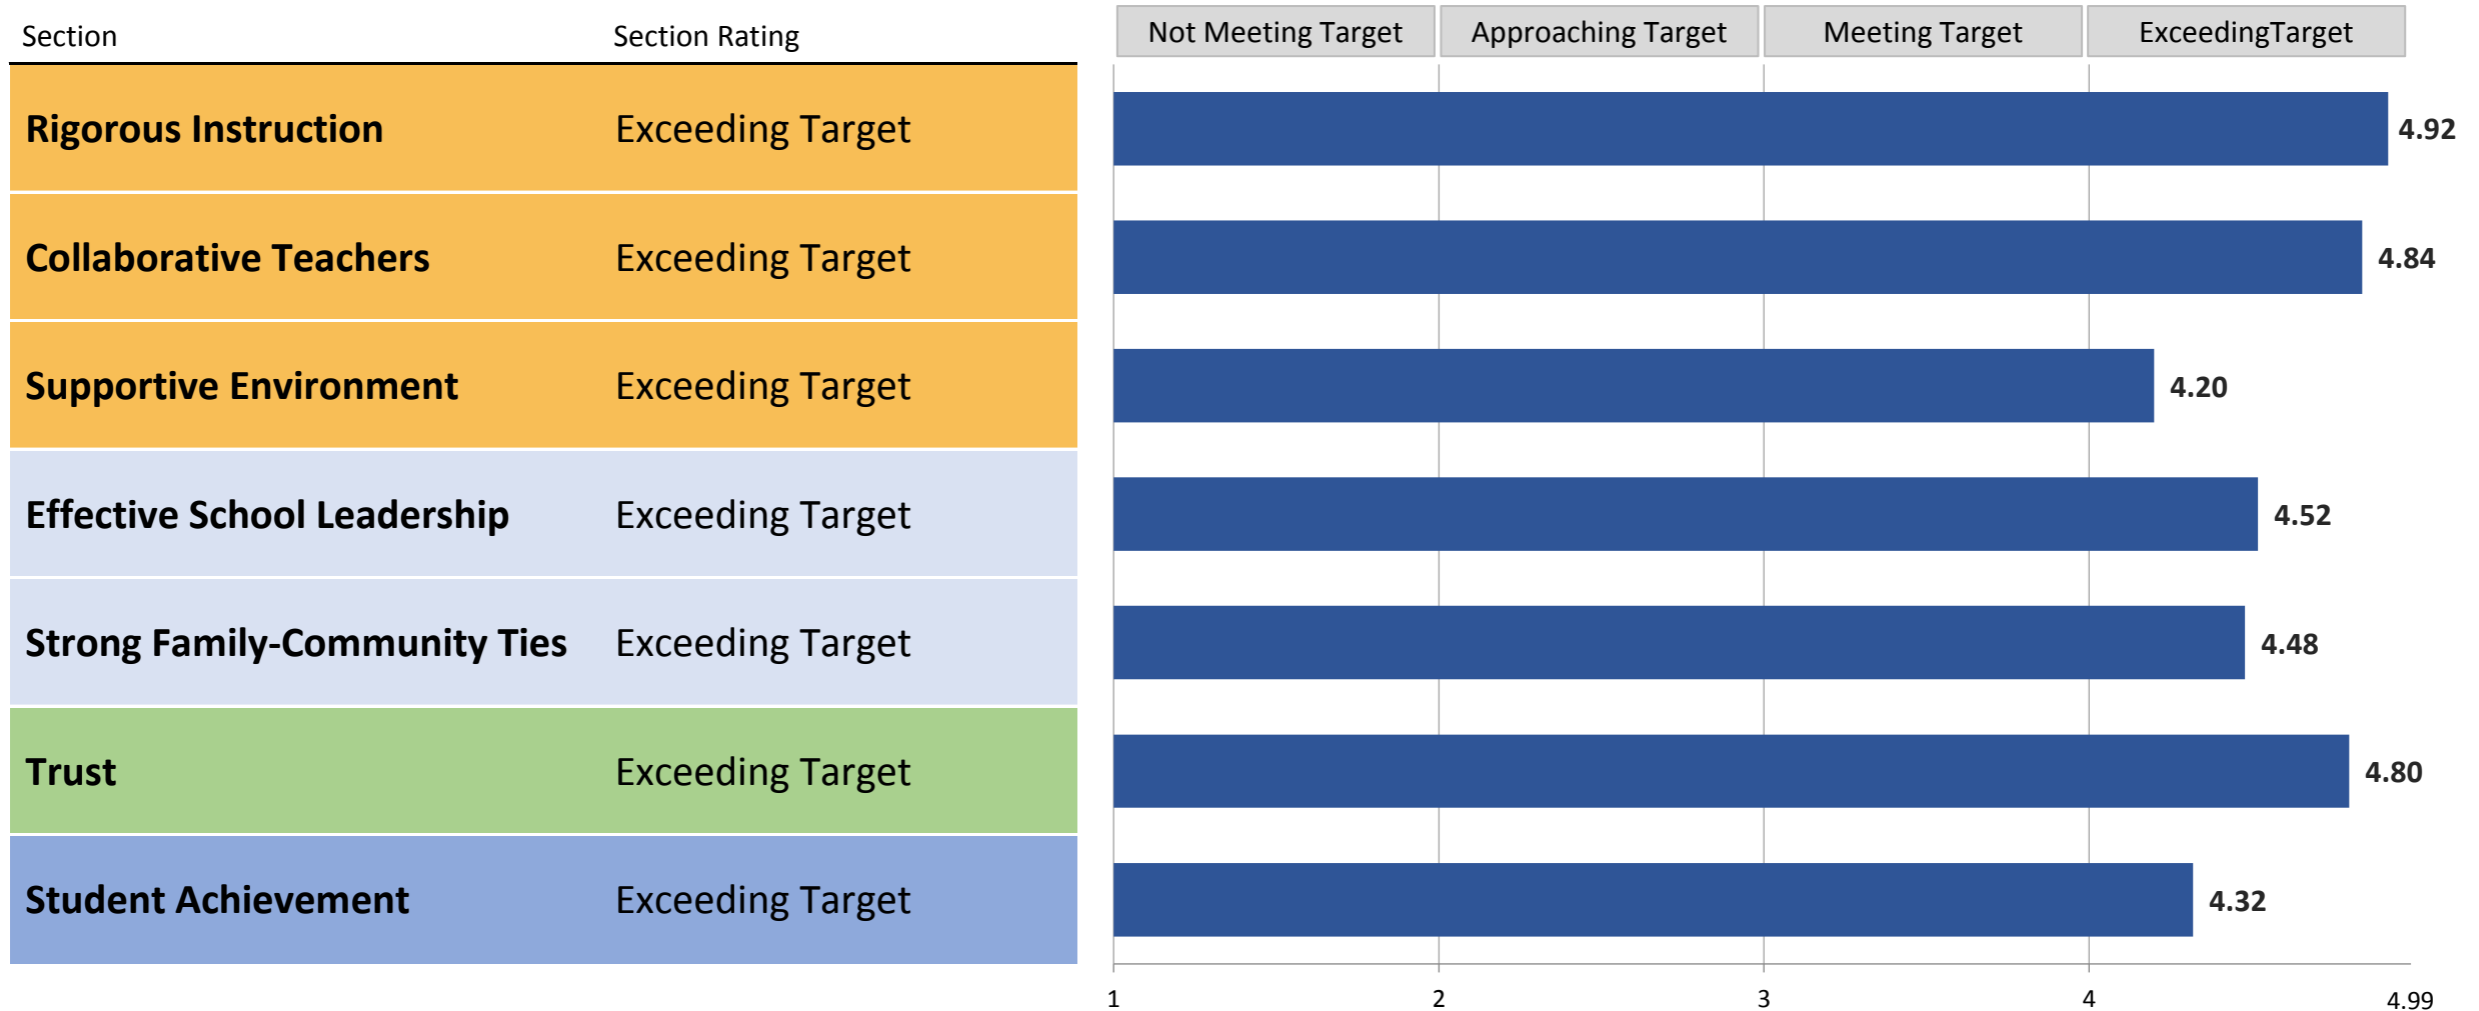 Section Section Rating Not Meeting Target Approaching Target Meeting Target ExceedingTarget
Rigorous Instruction Exceeding Target 4.92
Collaborative Teachers Exceeding Target 4.84
Supportive Environment Exceeding Target 4.20
Effective School Leadership Exceeding Target 4.52
Strong Family-Community Ties Exceeding Target 4.48
Trust Exceeding Target 4.80
Student Achievement Exceeding Target 4.32
1 2 3 4 4.99